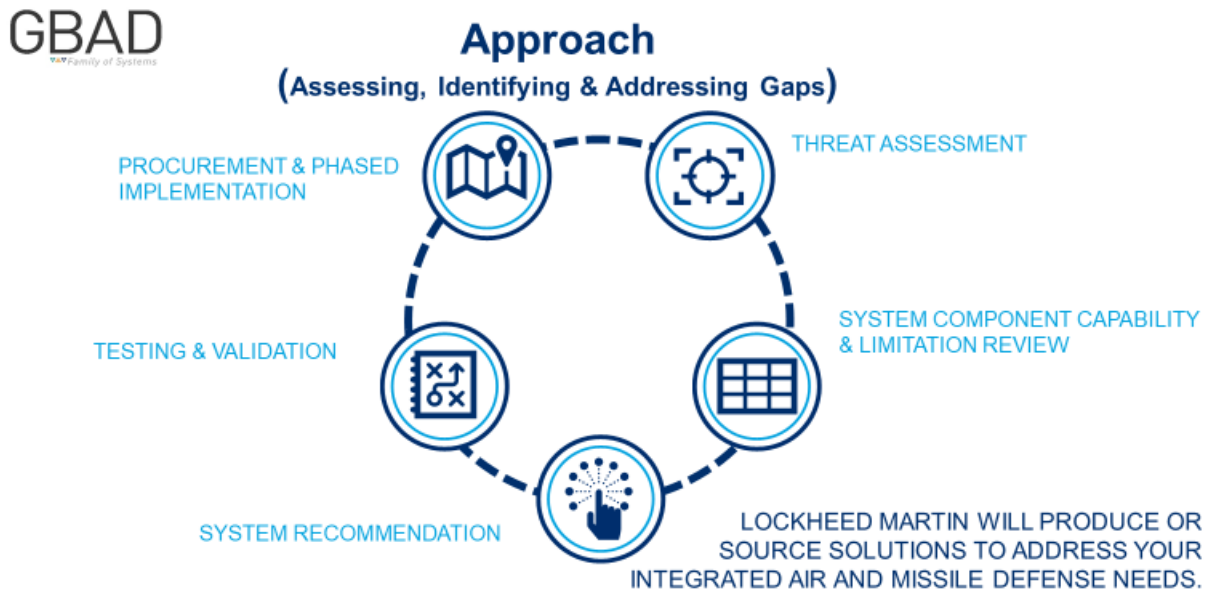 GBAD
Family of Systems
Approach
(Assessing, Identifying & Addressing Gaps)
THREAT ASSESSMENT
PROCUREMENT & PHASED
IMPLEMENTATION
SYSTEM COMPONENT CAPABILITY
& LIMITATION REVIEW
TESTING & VALIDATION
SYSTEM RECOMMENDATION
LOCKHEED MARTIN WILL PRODUCE OR
SOURCE SOLUTIONS TO ADDRESS YOUR
INTEGRATED AIR AND MISSILE DEFENSE NEEDS.